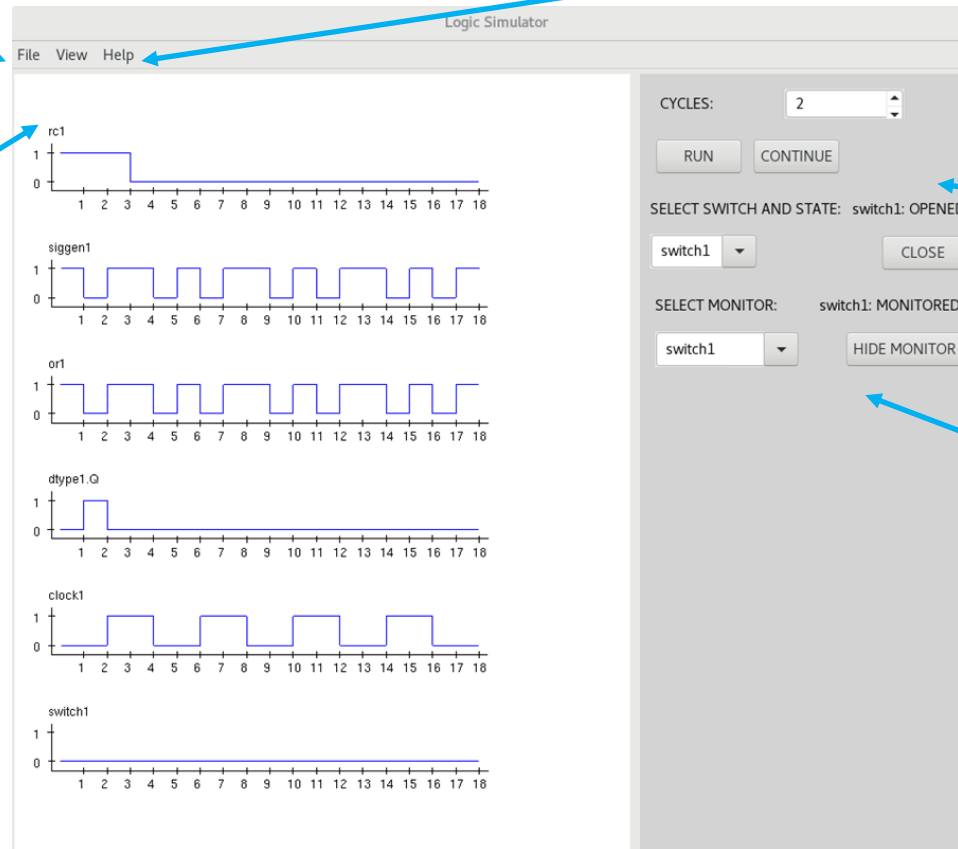 Logic Simulator
File View Help
rc1
1
0
1 2 3 4 5 6 7 8 9 10 11 12 13 14 15 16 17 18
siggen1
1
0
1 2 3 4 5 6 7 8 9 10 11 12 13 14 15 16 17 18
or1
1
0
1 2 3 4 5 6 7 8 9 10 11 12 13 14 15 16 17 18
dtype1.Q
1
0
1 2 3 4 5 6 7 8 9 10 11 12 13 14 15 16 17 18
clock1
1
0
1 2 3 4 5 6 7 8 9 10 11 12 13 14 15 16 17 18
switch1
1
0
1 2 3 4 5 6 7 8 9 10 11 12 13 14 15 16 17 18
CYCLES: 2
RUN CONTINUE
SELECT SWITCH AND STATE: switch1: OPENED
switch1 CLOSE
SELECT MONITOR: switch1: MONITORED
switch1 HIDE MONITOR